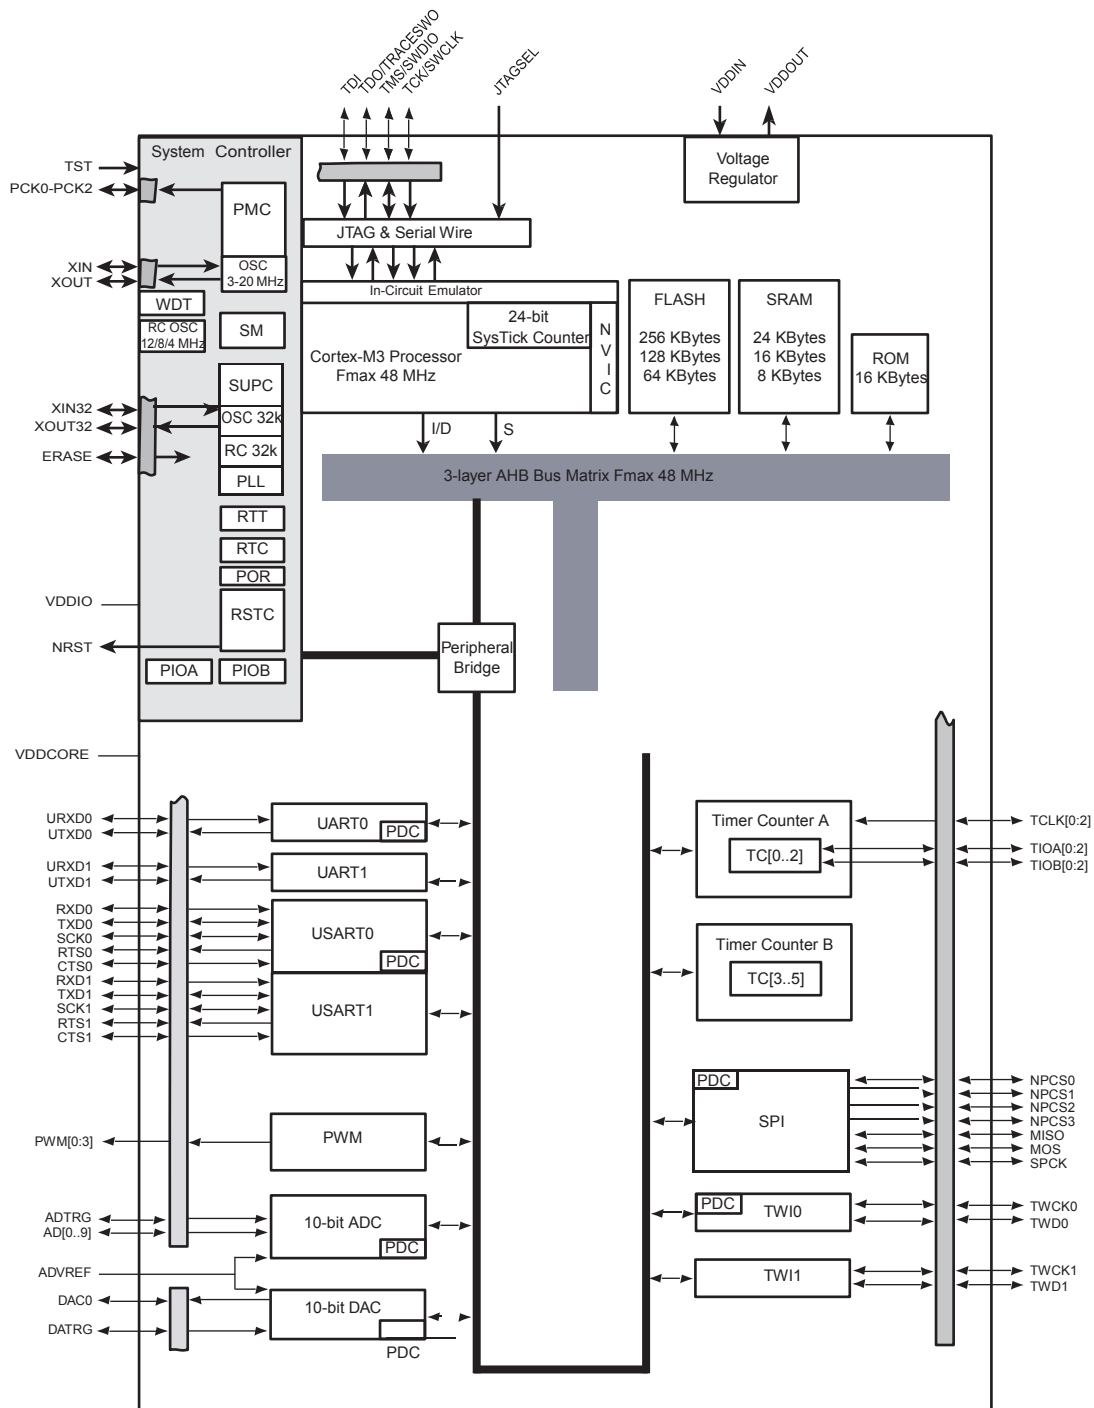 TDI
TDO/TRACESWO
TMS/SWDIO
TCK/SWCLK
JTAGSEL
VDDIN
VDDOUT
System Controller
Voltage
Regulator
TST
PCK0-PCK2
PMC
JTAG & Serial Wire
XIN
XOUT
OSC
3-20 MHz
In-Circuit Emulator
WDT
RC OSC
12/8/4 MHz
SM
24-bit
SysTick Counter
N
V
I
C
Cortex-M3 Processor
Fmax 48 MHz
FLASH
256 KBytes
128 KBytes
64 KBytes
SRAM
24 KBytes
16 KBytes
8 KBytes
ROM
16 KBytes
SUPC
XIN32
XOUT32
OSC 32k
ERASE
RC 32k
PLL
I/D
S
3-layer AHB Bus Matrix Fmax 48 MHz
RTT
RTC
POR
VDDIO
RSTC
NRST
Peripheral
Bridge
PIOA
PIOB
VDDCORE
URXD0
UTXD0
UART0
PDC
URXD1
UTXD1
UART1
RXD0
TXD0
SCK0
RTS0
CTS0
USART0
PDC
RXD1
TXD1
SCK1
RTS1
CTS1
USART1
PWM[0:3]
PWM
ADTRG
AD[0..9]
10-bit ADC
PDC
ADVREF
DAC0
DATRG
10-bit DAC
PDC
Timer Counter A
TC[0..2]
TCLK[0:2]
TIOA[0:2]
TIOB[0:2]
Timer Counter B
TC[3..5]
PDC
SPI
NPCS0
NPCS1
NPCS2
NPCS3
MISO
MOS
SPCK
PDC
TWI0
TWCK0
TWD0
TWI1
TWCK1
TWD1